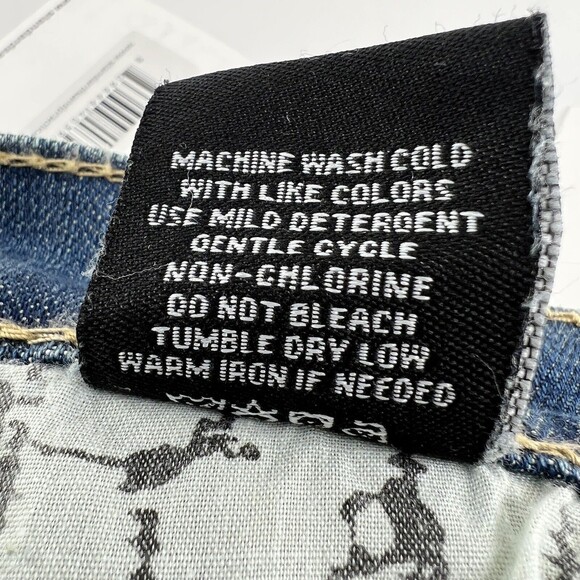 MACHINE WASH COLD
WITH LIKE COLORS
USE MILD DETERGENT
GENTLE CYCLE
NON-CHLORINE
DO NOT BLEACH
TUMBLE DRY LOW
WARM IRON IF NEEDED